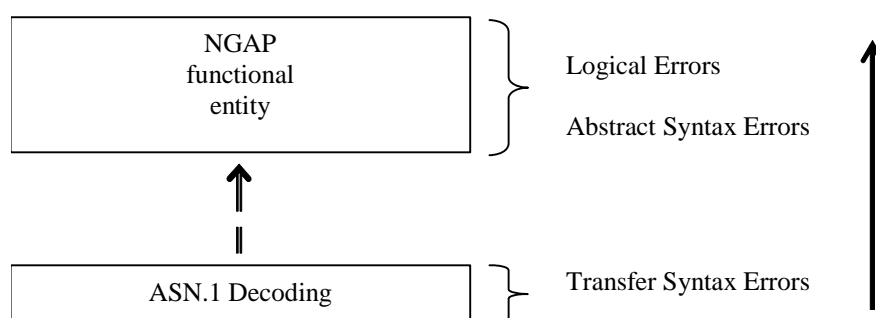 NGAP
functional
entity
Logical Errors
Abstract Syntax Errors
ASN.1 Decoding
Transfer Syntax Errors